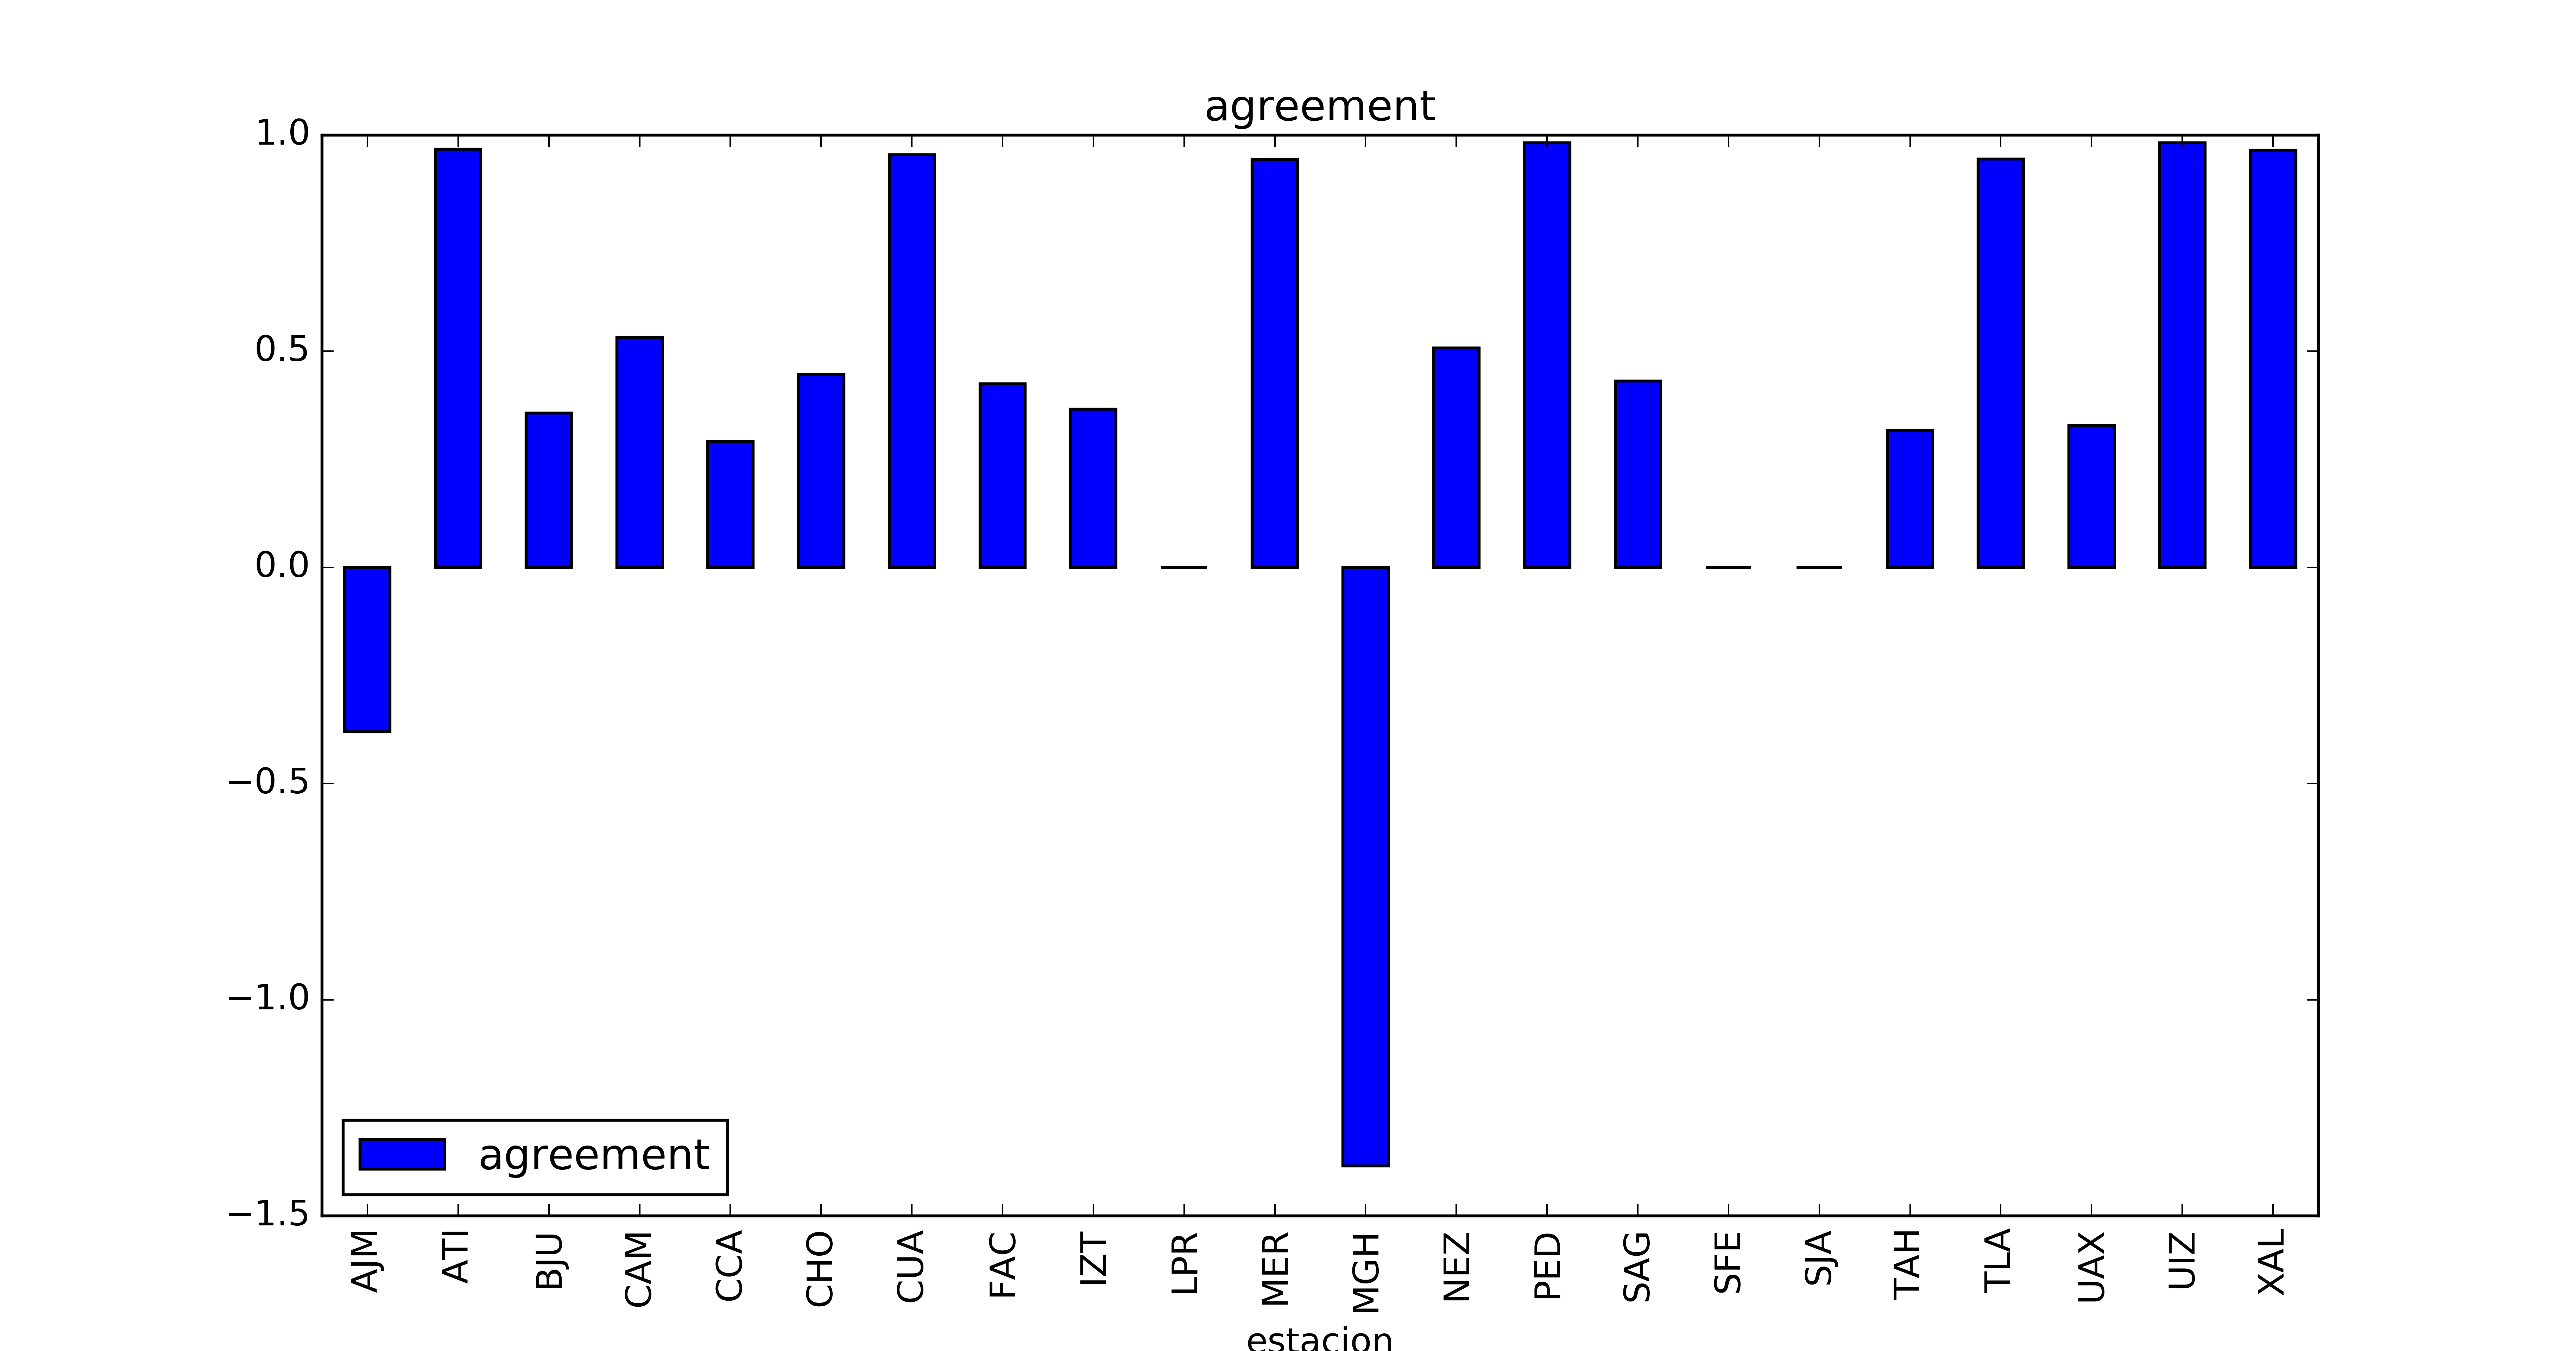 agreement
1.0
0.5
0.0
−0.5
−1.0
−1.5
agreement
AJM ATI BJU CAM CCA CHO CUA FAC IZT LPR MER MGH NEZ PED SAG SFE SJA TAH TLA UAX UIZ XAL
estacion